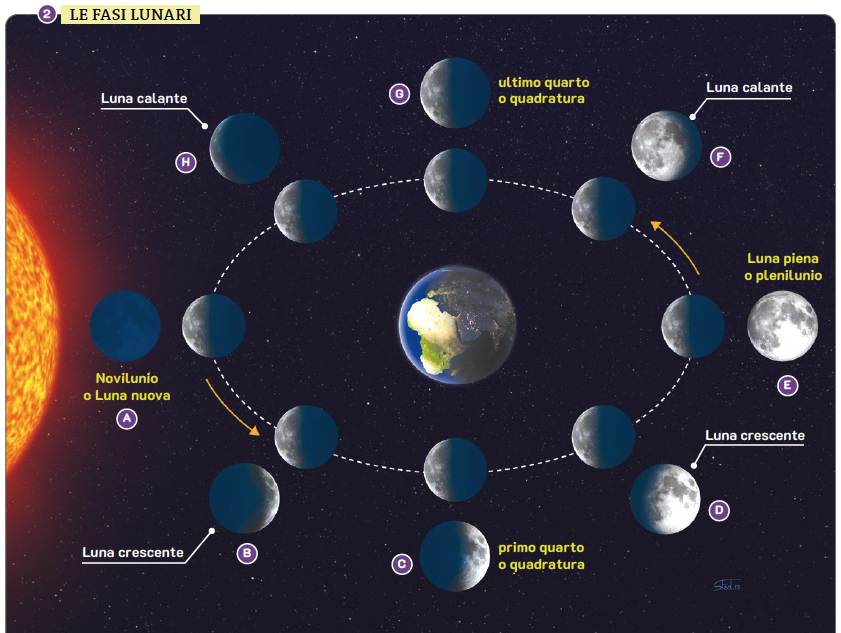 2 LE FASI LUNARI
G
ultimo quarto
o quadratura
Luna calante
Luna calante
H
F
Luna piena
o plenilunio
E
Novilunio
o Luna nuova
A
Luna crescente
D
Luna crescente
B
C
primo quarto
o quadratura